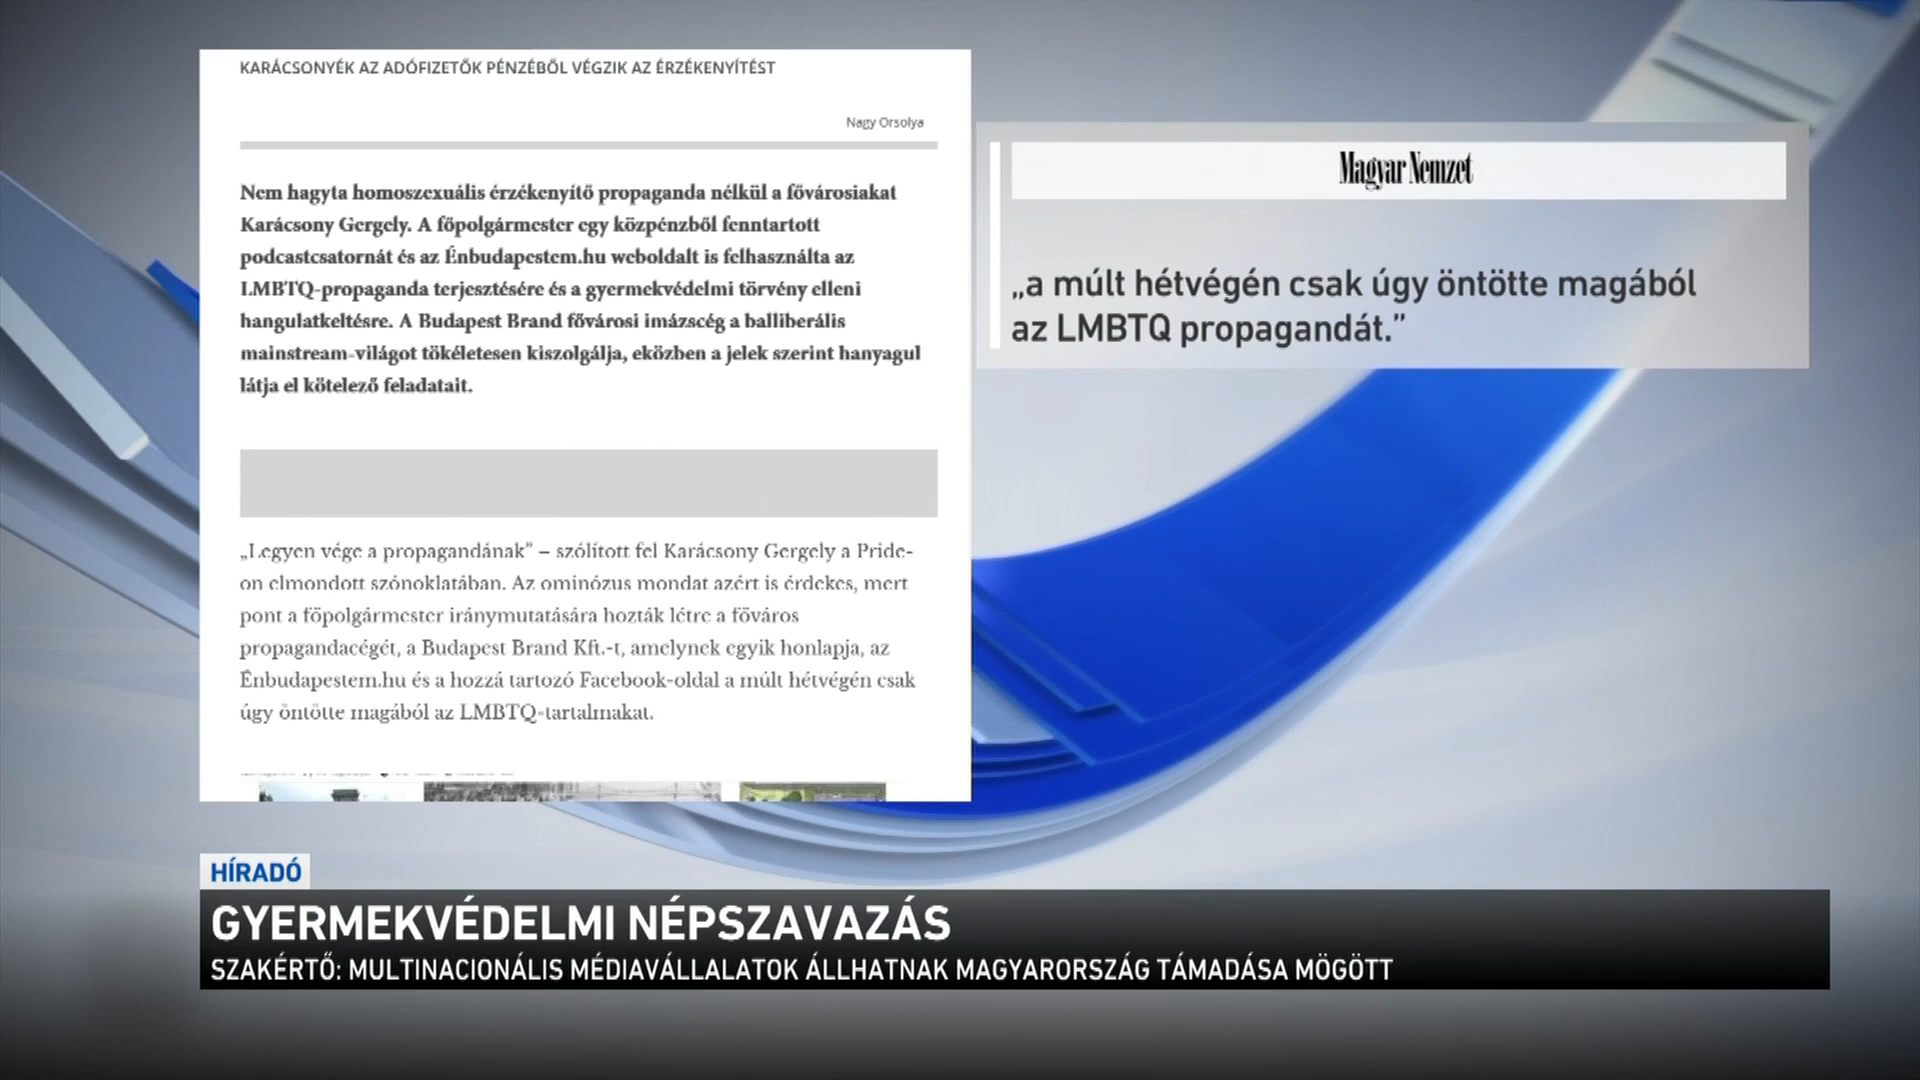 KARÁCSONYÉK AZ ADÓFIZETŐK PÉNZÉBŐL VÉGZIK AZ ÉRZÉKENYÍTÉST
Nagy Orsolya
Nem hagyta homoszexuális érzékenyítő propaganda nélkül a fővárosiakat
Karácsony Gergely. A főpolgármester egy közpénzből fenntartott
podcastcsatornát és az Énbudapestem.hu weboldalt is felhasználta az
LMBTQ-propaganda terjesztésére és a gyermekvédelmi törvény elleni
hangulatkeltésre. A Budapest Brand fővárosi imázscég a balliberális
mainstream-világot tökéletesen kiszolgálja, eközben a jelek szerint hanyagul
látja el kötelező feladatait.
„Legyen vége a propagandának” – szólított fel Karácsony Gergely a Pride-
on elmondott szónoklatában. Az ominózus mondat azért is érdekes, mert
pont a főpolgármester iránymutatására hozták létre a főváros
propagandacégét, a Budapest Brand Kft.-t, amelynek egyik honlapja, az
Énbudapestem.hu és a hozzá tartozó Facebook-oldal a múlt hétvégén csak
úgy öntötte magából az LMBTQ-tartalmakat.
Magyar Nemzet
„a múlt hétvégén csak úgy öntötte magából
az LMBTQ propagandát.”
HÍRADÓ
GYERMEKVÉDELMI NÉPSZAVAZÁS
SZAKÉRTŐ: MULTINACIONÁLIS MÉDIAVÁLLALATOK ÁLLHATNAK MAGYARORSZÁG TÁMADÁSA MÖGÖTT